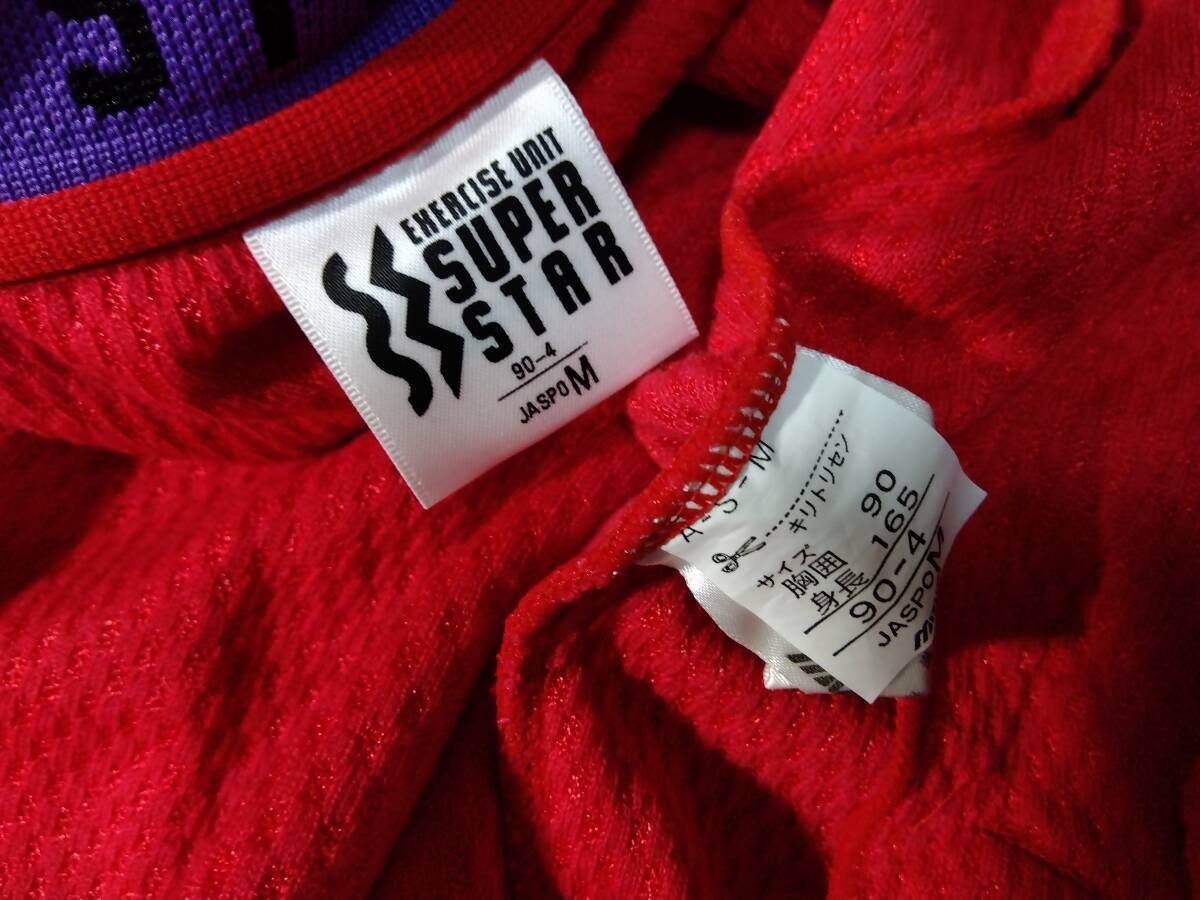 EXERCISE UNIT
SUPER
STAR
90-4
JASPO M
キリトリセン
サイズ
胸囲 90
身長 165
90-4
JASPO M